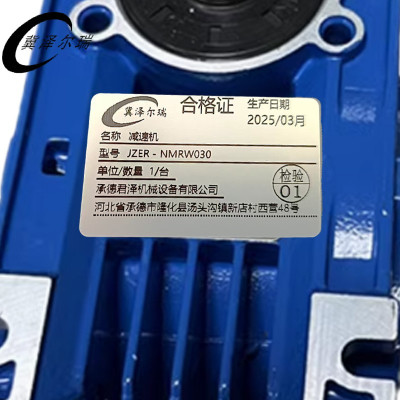 冀泽尔瑞
冀泽尔瑞 合格证 生产日期
2025/03月
名称 减速机
型号 JZER - NMRW030
单位/数量 1/台
检验
01
承德君泽机械设备有限公司
河北省承德市隆化县汤头沟镇新店村西营48号